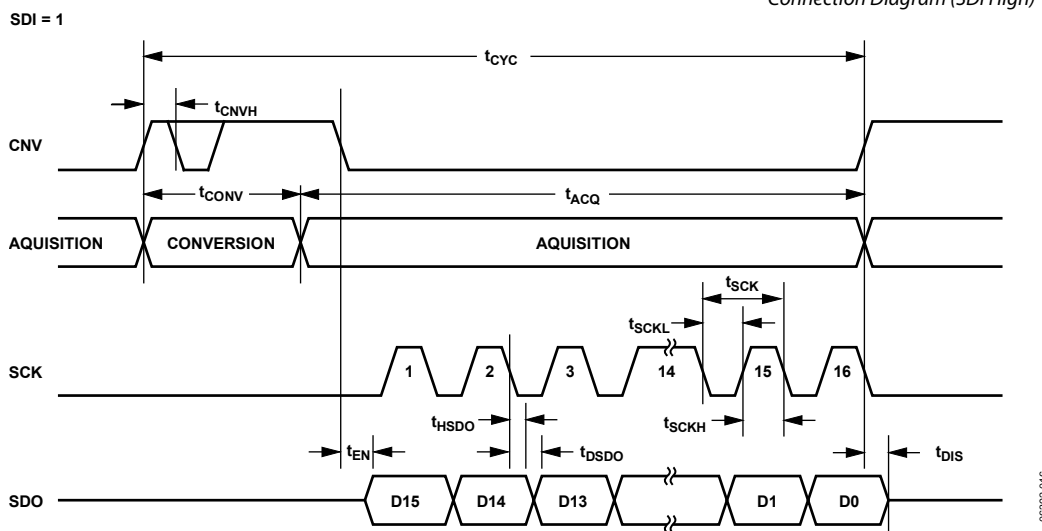 Connection Diagram (SDI High)
SDI = 1
tCYC
tCNVH
CNV
tCONV
tACQ
AQUISITION CONVERSION AQUISITION
tSCK
tSCKL
SCK 1 2 3 14 15 16
tHSDO
tSCKH
tEN
tDSDO
tDIS
SDO D15 D14 D13 D1 D0